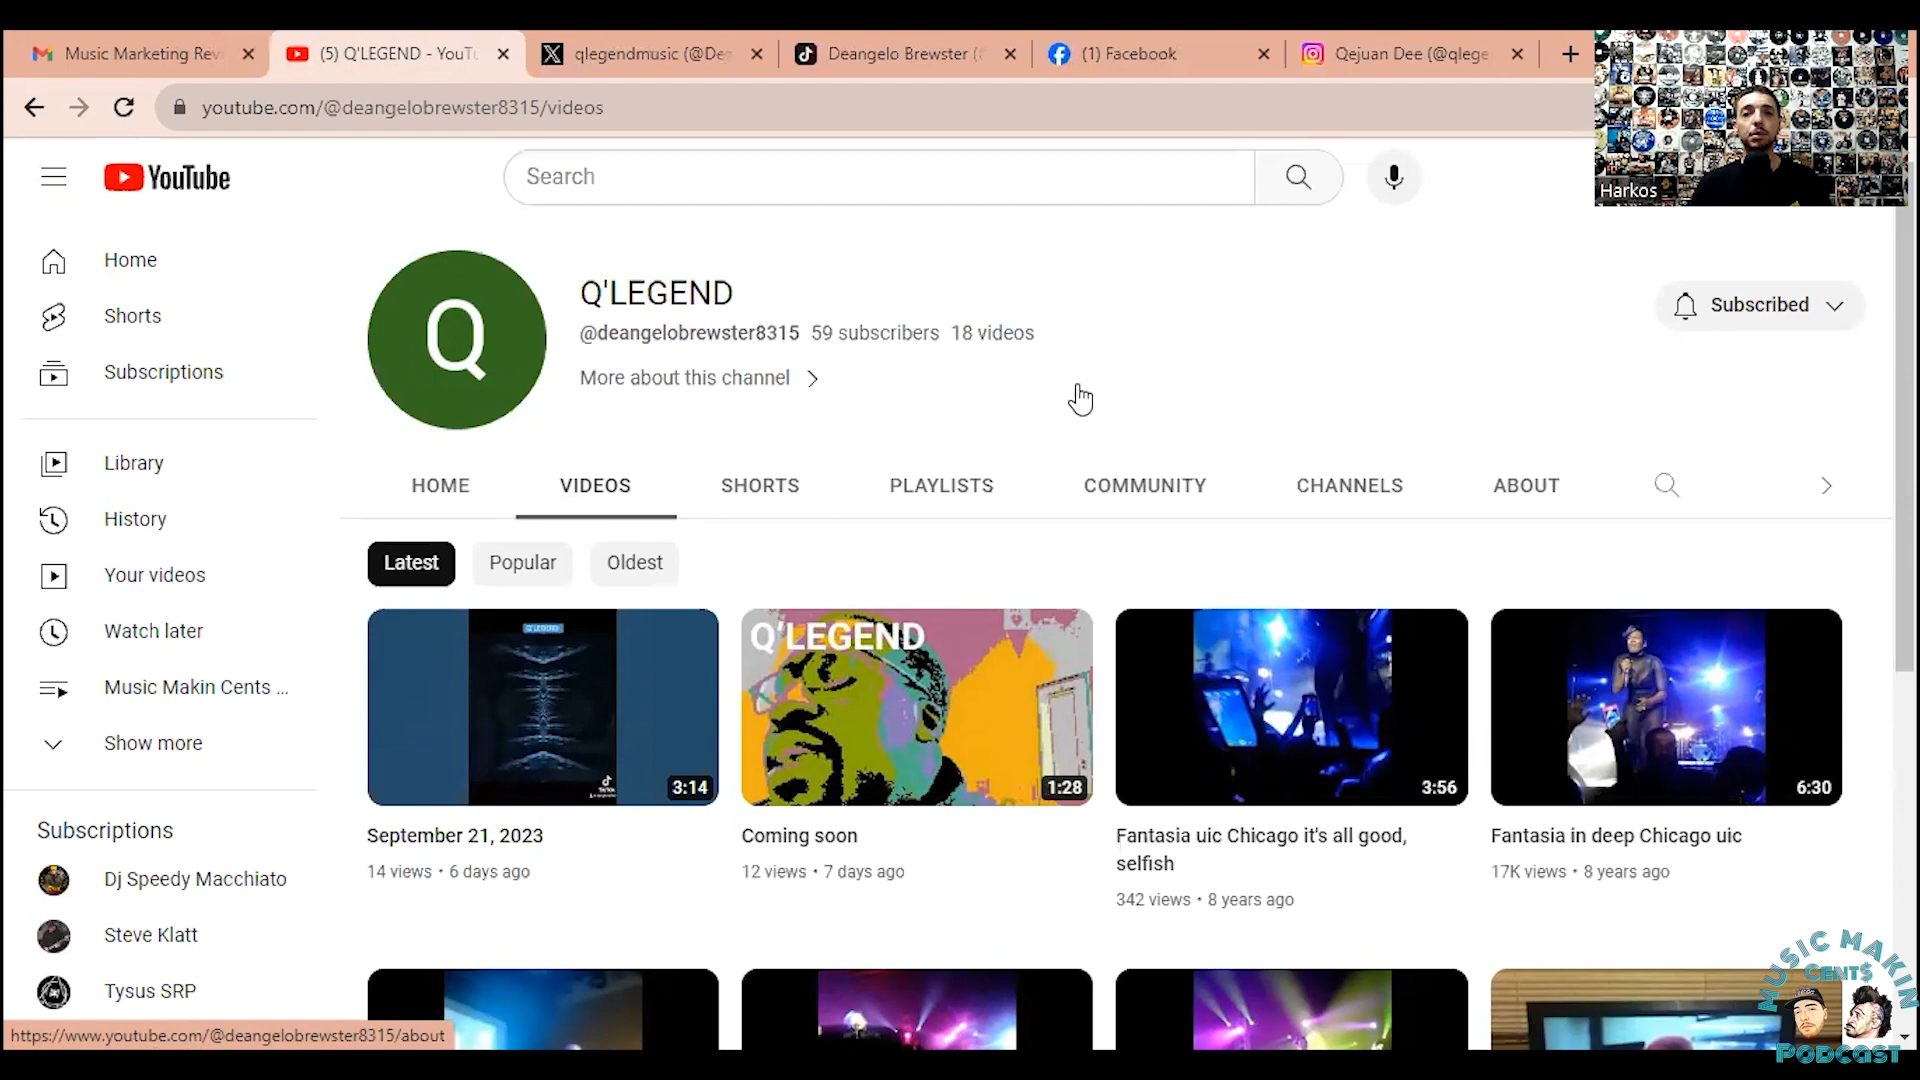 Music Marketing Rev
(5) Q'LEGEND - YouTu
qlegendmusic (@De
Deangelo Brewster (
(1) Facebook
Qejuan Dee (@qlege
youtube.com/@deangelobrewster8315/videos
Harkos
YouTube
Search
Home
Shorts
Subscriptions
Library
History
Your videos
Watch later
Music Makin Cents ...
Show more
Subscriptions
Dj Speedy Macchiato
Steve Klatt
Tysus SRP
https://www.youtube.com/@deangelobrewster8315/about
Q
Q'LEGEND
@deangelobrewster8315 59 subscribers 18 videos
More about this channel
Subscribed
HOME VIDEOS SHORTS PLAYLISTS COMMUNITY CHANNELS ABOUT
Latest Popular Oldest
Q'LEGEND
3:14
Q'LEGEND
1:28
3:56
6:30
September 21, 2023
14 views • 6 days ago
Coming soon
12 views • 7 days ago
Fantasia uic Chicago it's all good,
selfish
342 views • 8 years ago
Fantasia in deep Chicago uic
17K views • 8 years ago
MUSIC MAKIN
CENT$
PODCAST